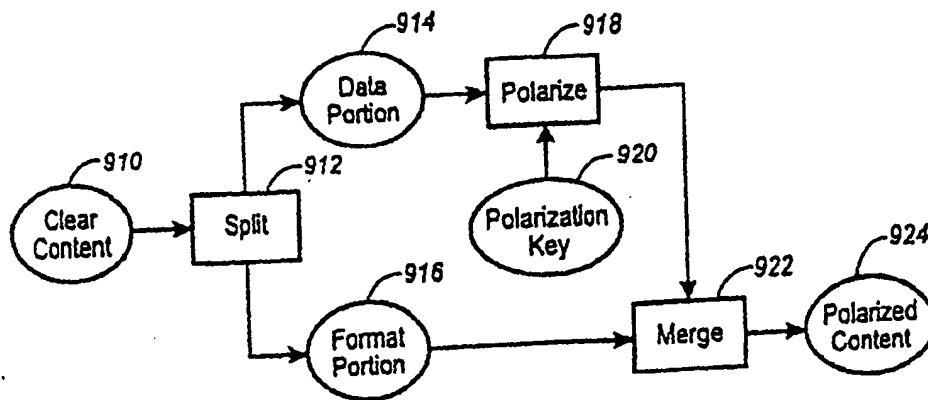 914
Data
Portion
918
Polarize
910
Clear
Content
912
Split
920
Polarization
Key
916
Format
Portion
922
Merge
924
Polarized
Content